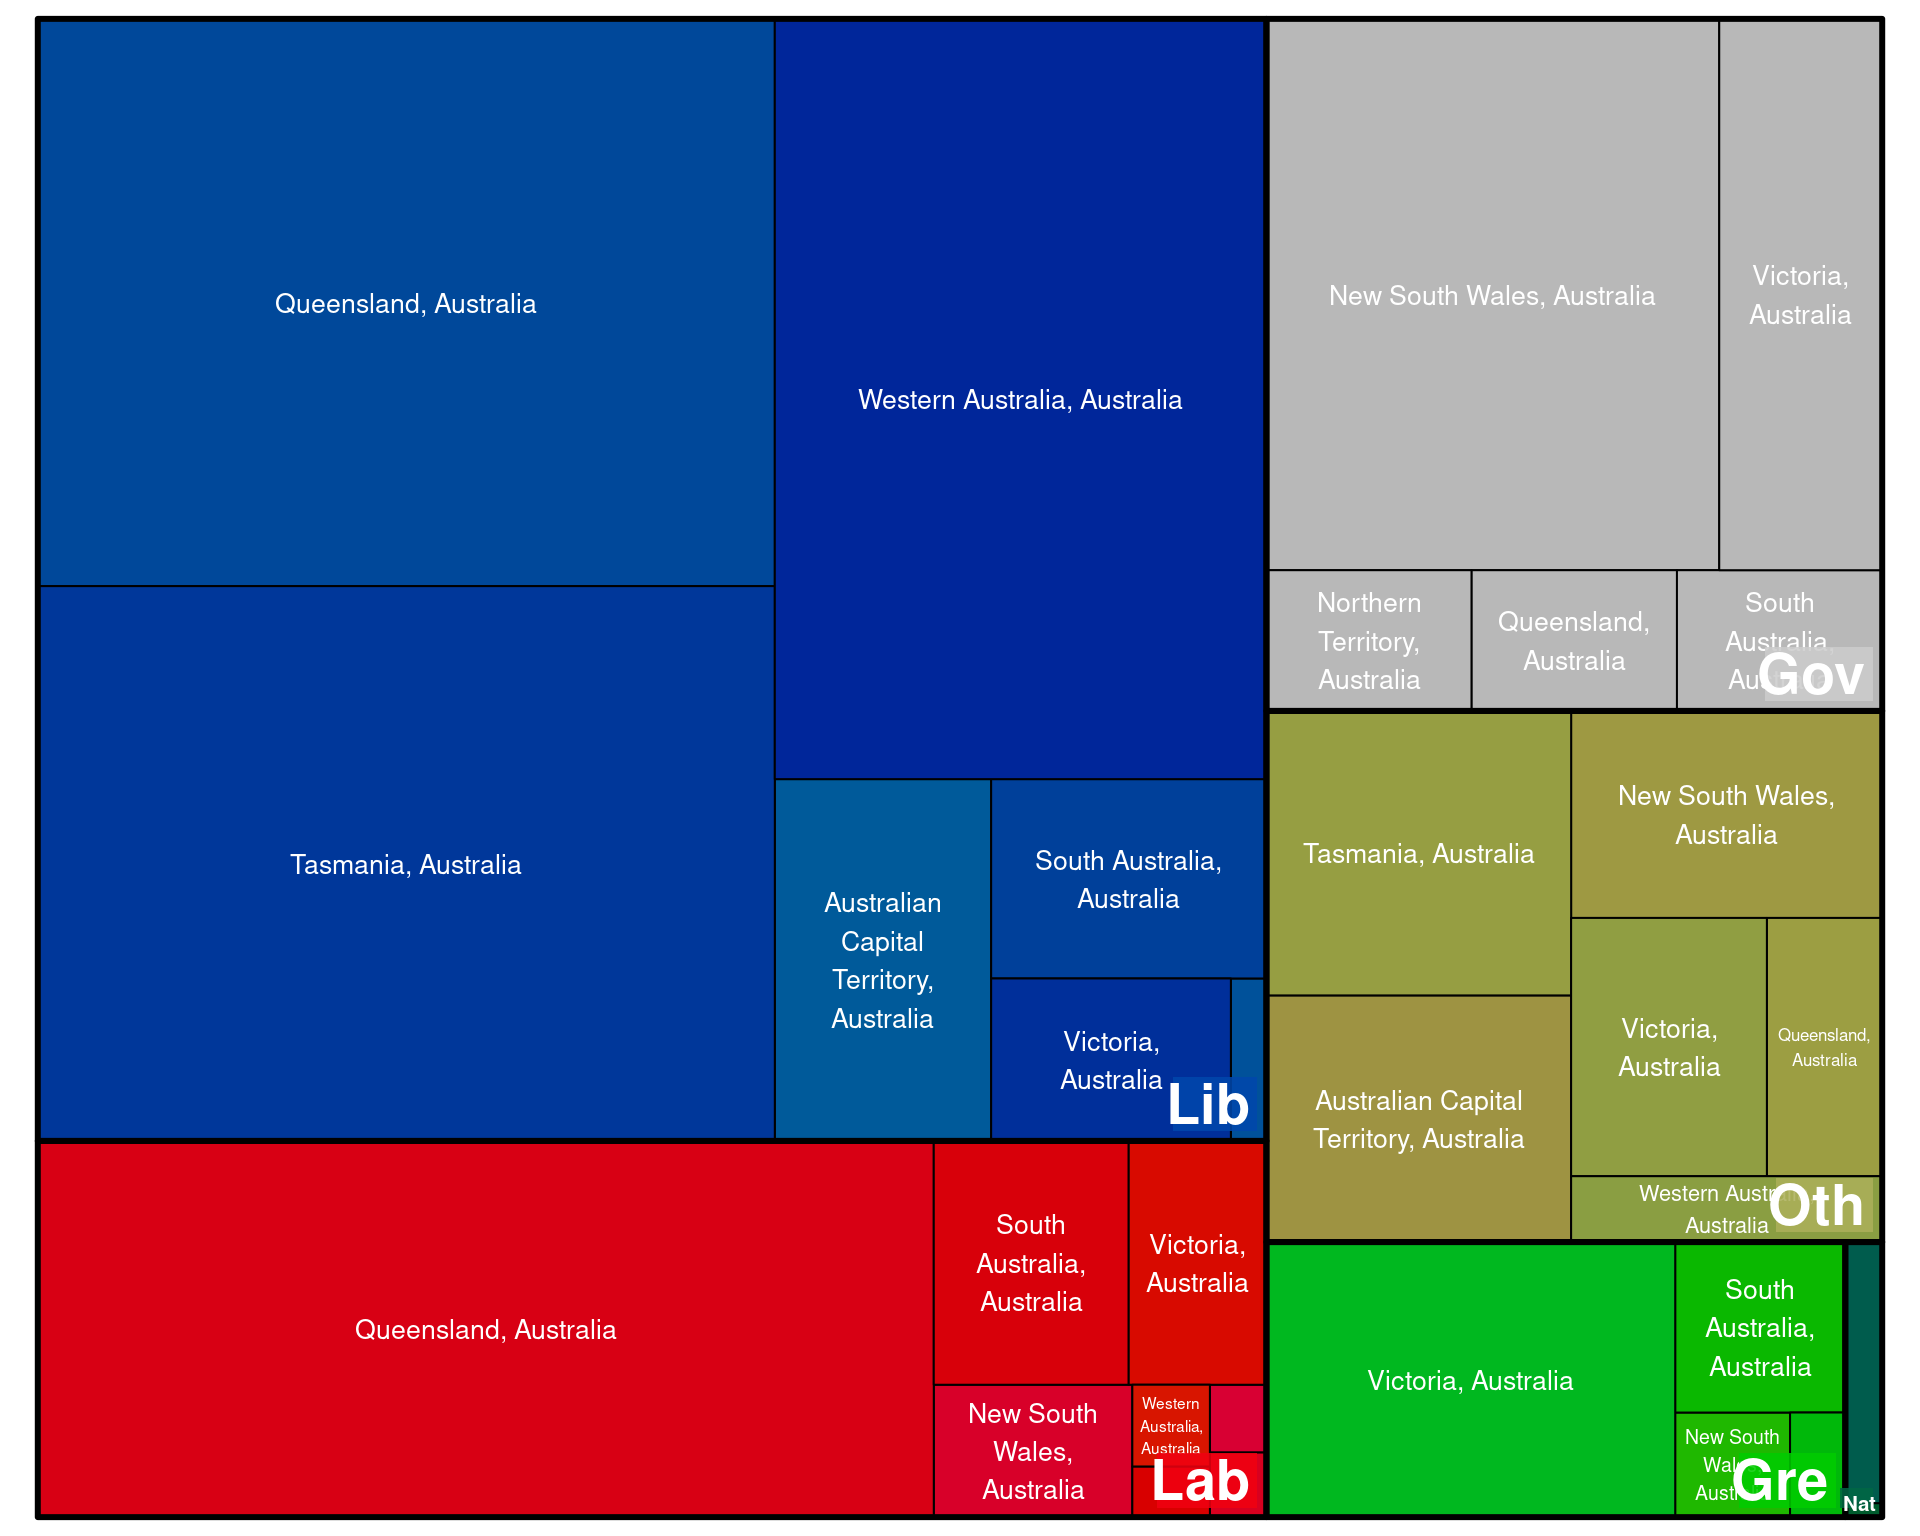 Queensland, Australia
Western Australia, Australia
Tasmania, Australia
Australian
Capital
Territory,
Australia
South Australia,
Australia
Victoria,
Australia
Lib
New South Wales, Australia
Victoria,
Australia
Northern
Territory,
Australia
Queensland,
Australia
South
Australia,
Gov
Tasmania, Australia
New South Wales,
Australia
Australian Capital
Territory, Australia
Victoria,
Australia
Queensland,
Australia
Western
Australia
Oth
Queensland, Australia
South
Australia,
Australia
Victoria,
Australia
New South
Wales,
Australia
Western
Australia,
Australia
Lab
Victoria, Australia
South
Australia,
Australia
New South
Gre
Nat